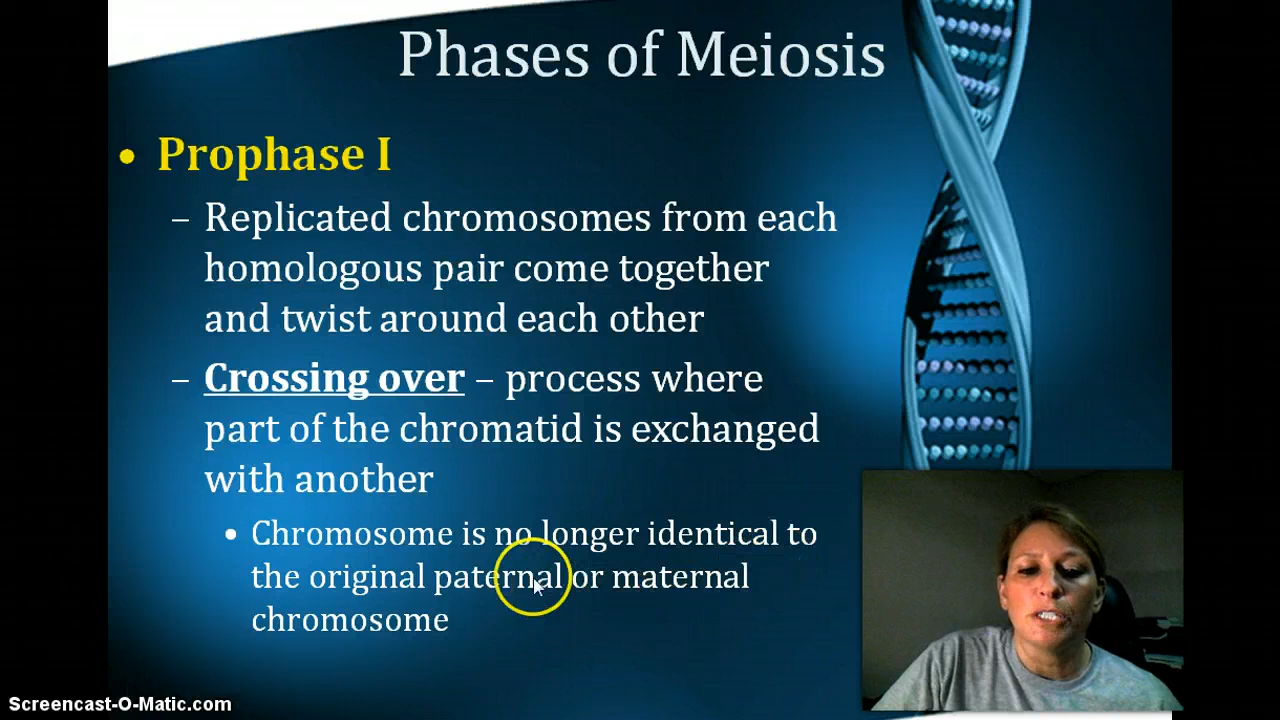 Phases of Meiosis
• Prophase I
– Replicated chromosomes from each
homologous pair come together
and twist around each other
– Crossing over – process where
part of the chromatid is exchanged
with another
• Chromosome is no longer identical to
the original paternal or maternal
chromosome
Screencast-O-Matic.com